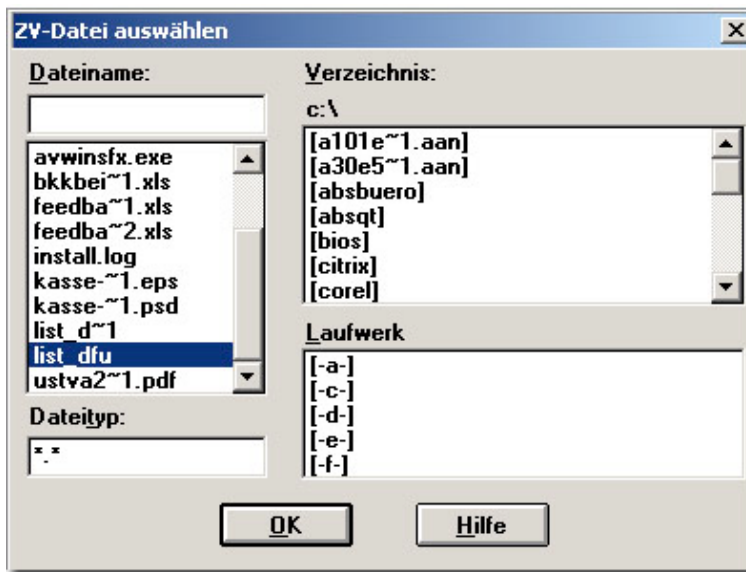 ZV-Datei auswählen
Dateiname:
avwinsfx.exe
bkkbei~1.xls
feedba~1.xls
feedba~2.xls
install.log
kasse-~1.eps
kasse-~1.psd
list_d~1
list_dfu
ustva2~1.pdf
Dateityp:
*.*
Verzeichnis:
c:\
[a101e~1.aan]
[a30e5~1.aan]
[absbuero]
[absqt]
[bios]
[citrix]
[corel]
Laufwerk
[-a-]
[-c-]
[-d-]
[-e-]
[-f-]
OK
Hilfe